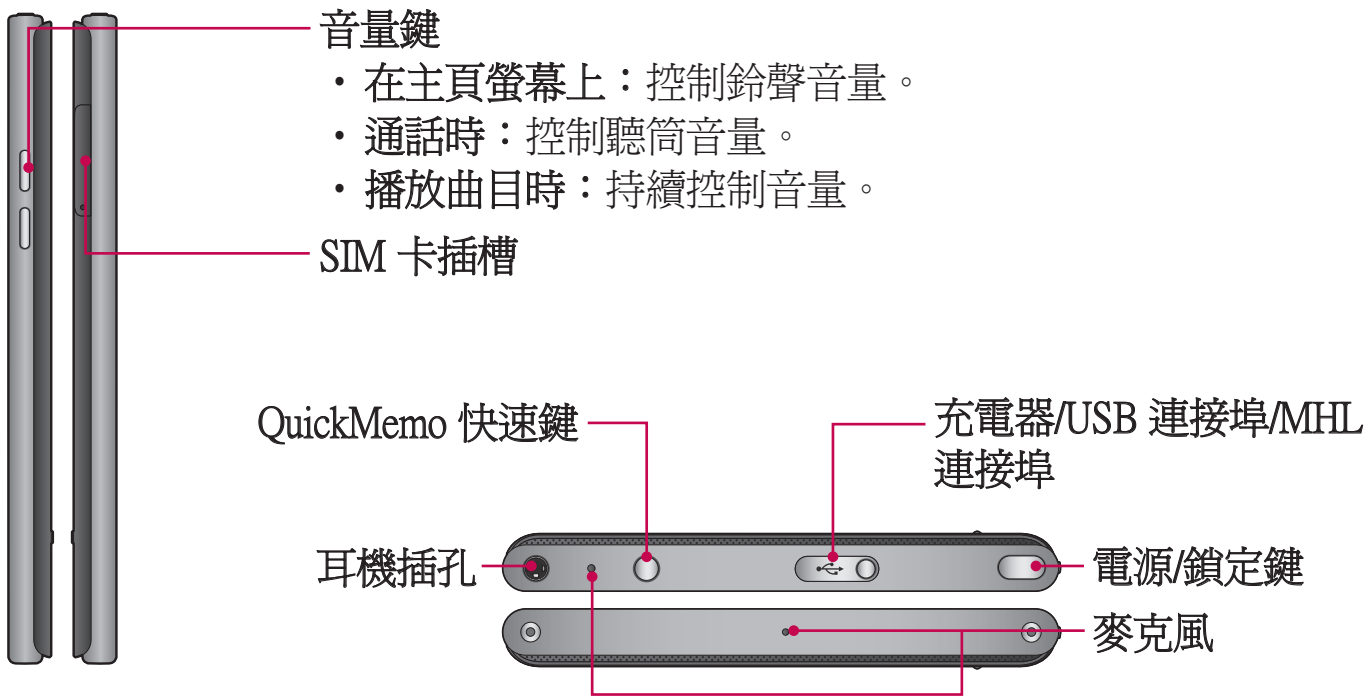 音量鍵
• 在主頁螢幕上：控制鈴聲音量。
• 通話時：控制聽筒音量。
• 播放曲目時：持續控制音量。
SIM 卡插槽
QuickMemo 快速鍵
充電器/USB 連接埠/MHL
連接埠
耳機插孔
電源/鎖定鍵
麥克風